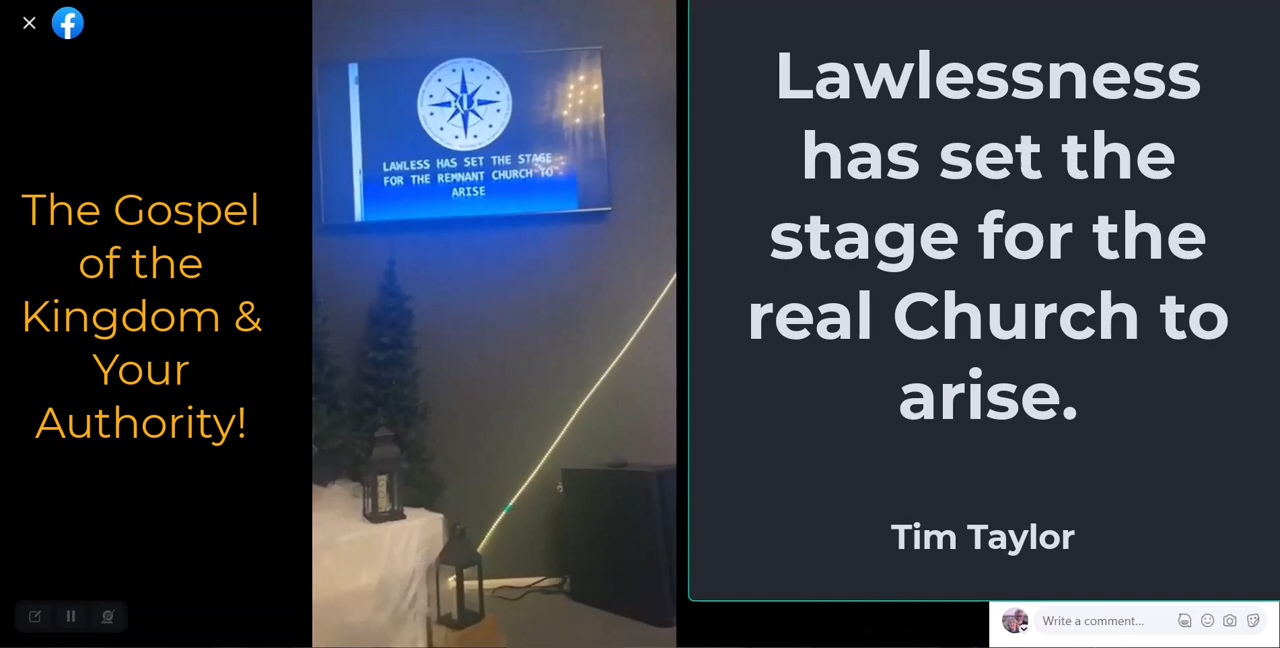 The Gospel
of the
Kingdom &
Your
Authority!
LAWLESS HAS SET THE STAGE
FOR THE REMNANT CHURCH TO
ARISE
Lawlessness
has set the
stage for the
real Church to
arise.
Tim Taylor
Write a comment...